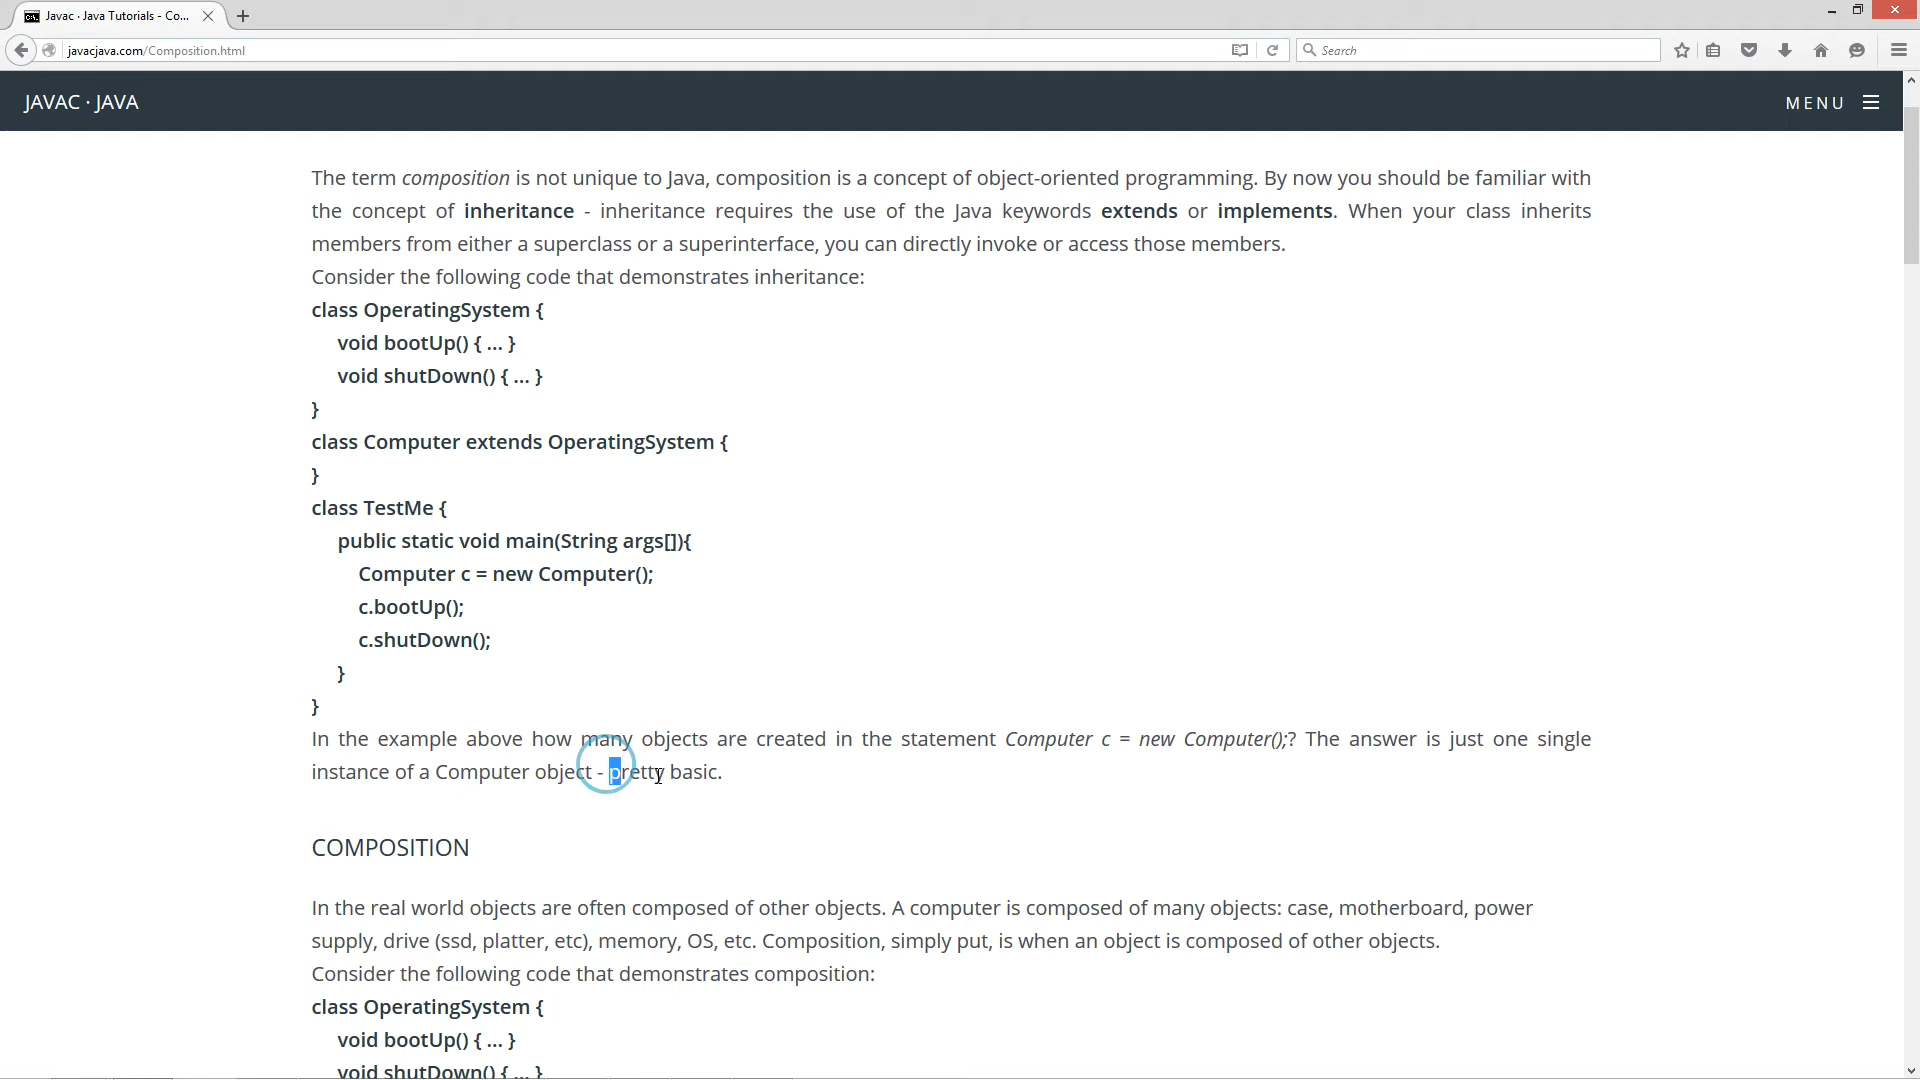 Javac · Java Tutorials - Co...
javacjava.com/Composition.html
Search
JAVAC · JAVA
MENU
The term composition is not unique to Java, composition is a concept of object-oriented programming. By now you should be familiar with
the concept of inheritance - inheritance requires the use of the Java keywords extends or implements. When your class inherits
members from either a superclass or a superinterface, you can directly invoke or access those members.
Consider the following code that demonstrates inheritance:
class OperatingSystem {
void bootUp() { ... }
void shutDown() { ... }
}
class Computer extends OperatingSystem {
}
class TestMe {
public static void main(String args[]){
Computer c = new Computer();
c.bootUp();
c.shutDown();
}
}
In the example above how many objects are created in the statement Computer c = new Computer();? The answer is just one single
instance of a Computer object - pretty basic.
COMPOSITION
In the real world objects are often composed of other objects. A computer is composed of many objects: case, motherboard, power
supply, drive (ssd, platter, etc), memory, OS, etc. Composition, simply put, is when an object is composed of other objects.
Consider the following code that demonstrates composition:
class OperatingSystem {
void bootUp() { ... }
void shutDown() { ... }